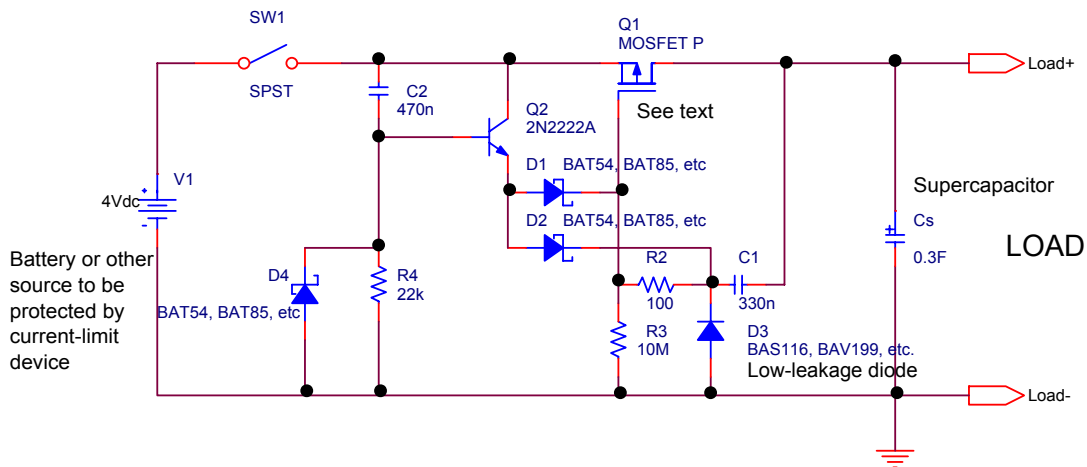 SW1
SPST
Q1
MOSFET P
See text
C2
470n
Q2
2N2222A
D1 BAT54, BAT85, etc
D2 BAT54, BAT85, etc
V1
+
4Vdc
-
Battery or other
source to be
protected by
current-limit
device
D4
BAT54, BAT85, etc
R4
22k
R2
100
C1
330n
R3
10M
D3
BAS116, BAV199, etc.
Low-leakage diode
Supercapacitor
+
Cs
0.3F
LOAD
Load+
Load-